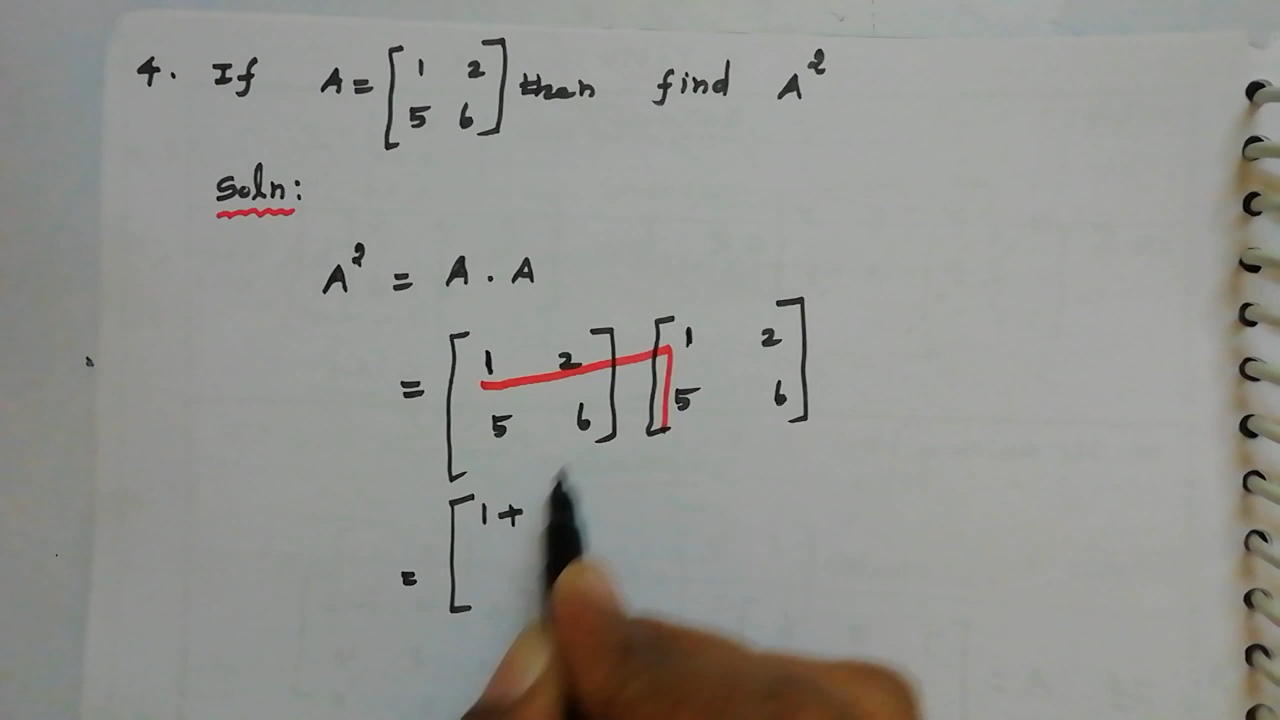 4. If A = [ 1 2 ] then find A²
[ 5 6 ]
Soln:
A² = A . A
= [ 1 2 ] [ 1 2 ]
[ 5 6 ] [ 5 6 ]
= [ 1 +